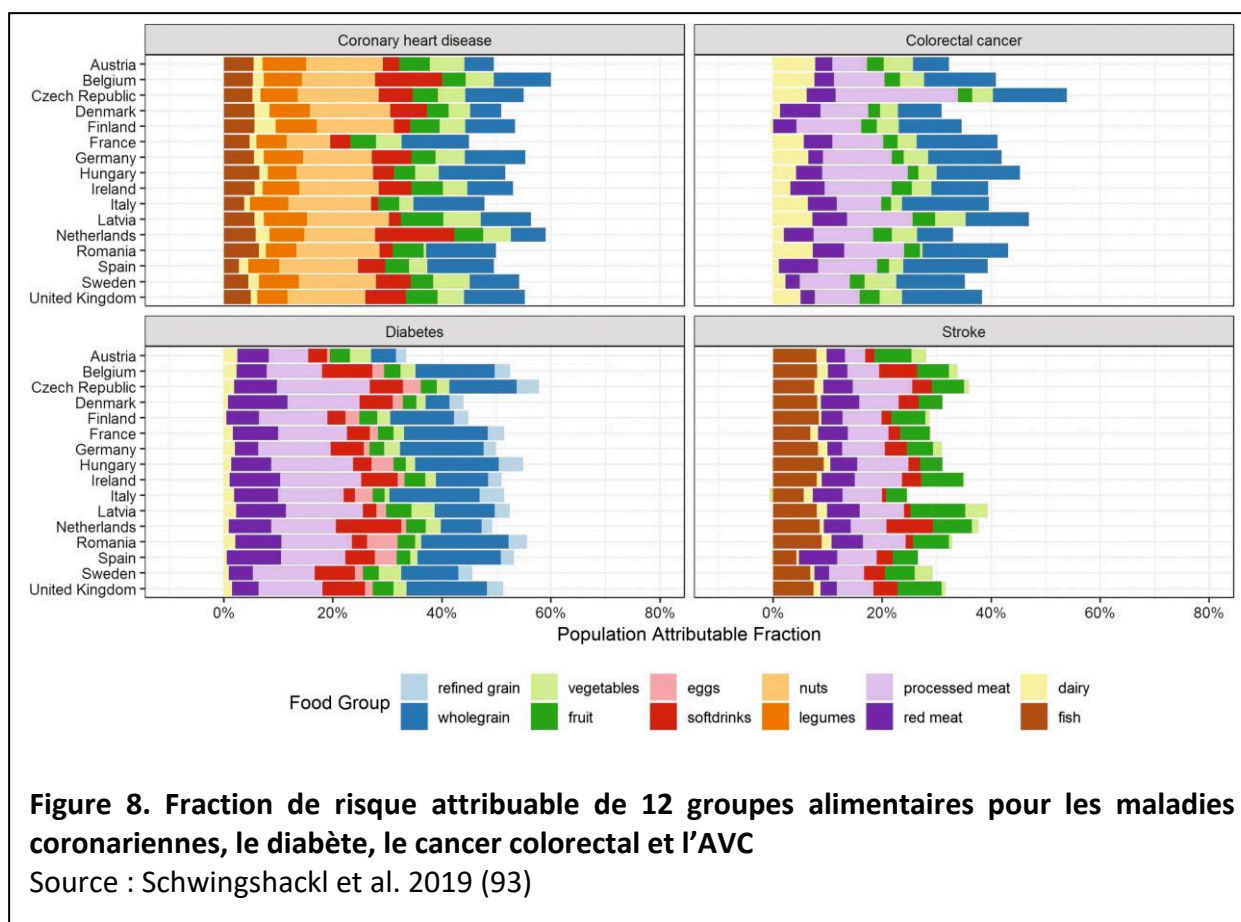 Coronary heart disease
Colorectal cancer
Austria
Belgium
Czech Republic
Denmark
Finland
France
Germany
Hungary
Ireland
Italy
Latvia
Netherlands
Romania
Spain
Sweden
United Kingdom
Diabetes
Stroke
Austria
Belgium
Czech Republic
Denmark
Finland
France
Germany
Hungary
Ireland
Italy
Latvia
Netherlands
Romania
Spain
Sweden
United Kingdom
0% 20% 40% 60% 80% 0% 20% 40% 60% 80%
Population Attributable Fraction
Food Group
refined grain vegetables eggs nuts processed meat dairy
wholegrain fruit softdrinks legumes red meat fish
Figure 8. Fraction de risque attribuable de 12 groupes alimentaires pour les maladies
coronariennes, le diabète, le cancer colorectal et l’AVC
Source : Schwingshackl et al. 2019 (93)